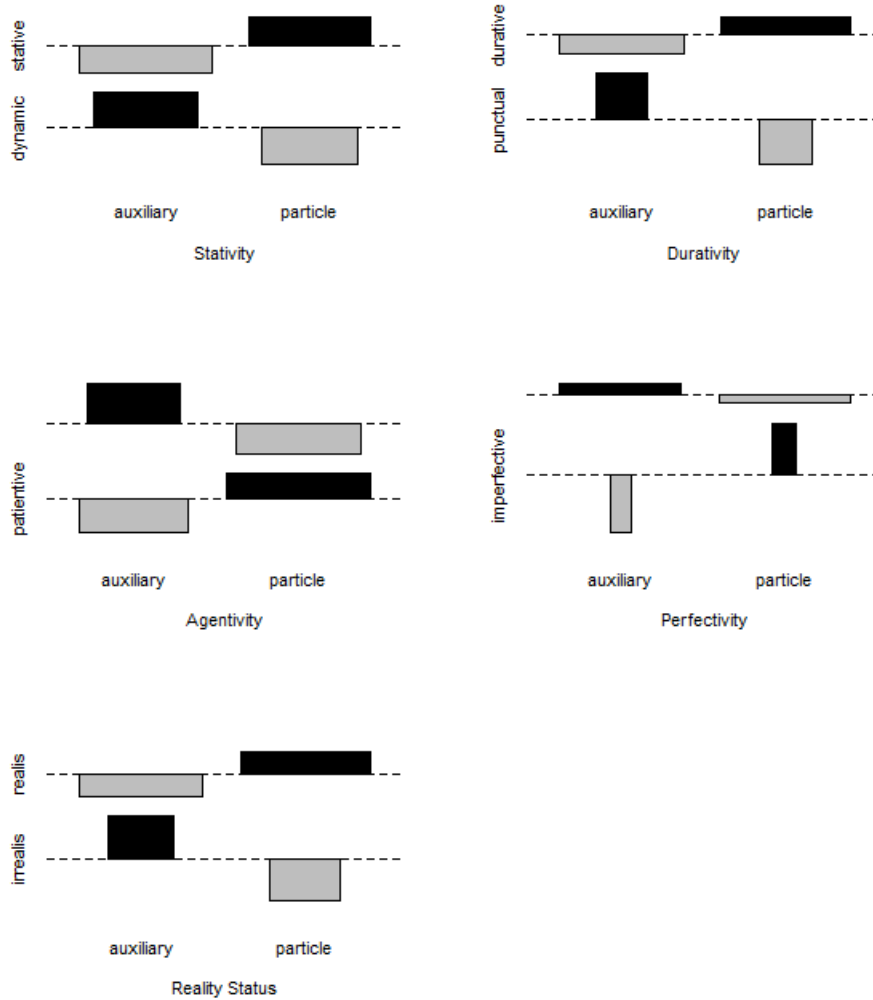 stative
dynamic
auxiliary particle
Stativity
durative
punctual
auxiliary particle
Durativity
patientive
auxiliary particle
Agentivity
imperfective
auxiliary particle
Perfectivity
realis
irrealis
auxiliary particle
Reality Status